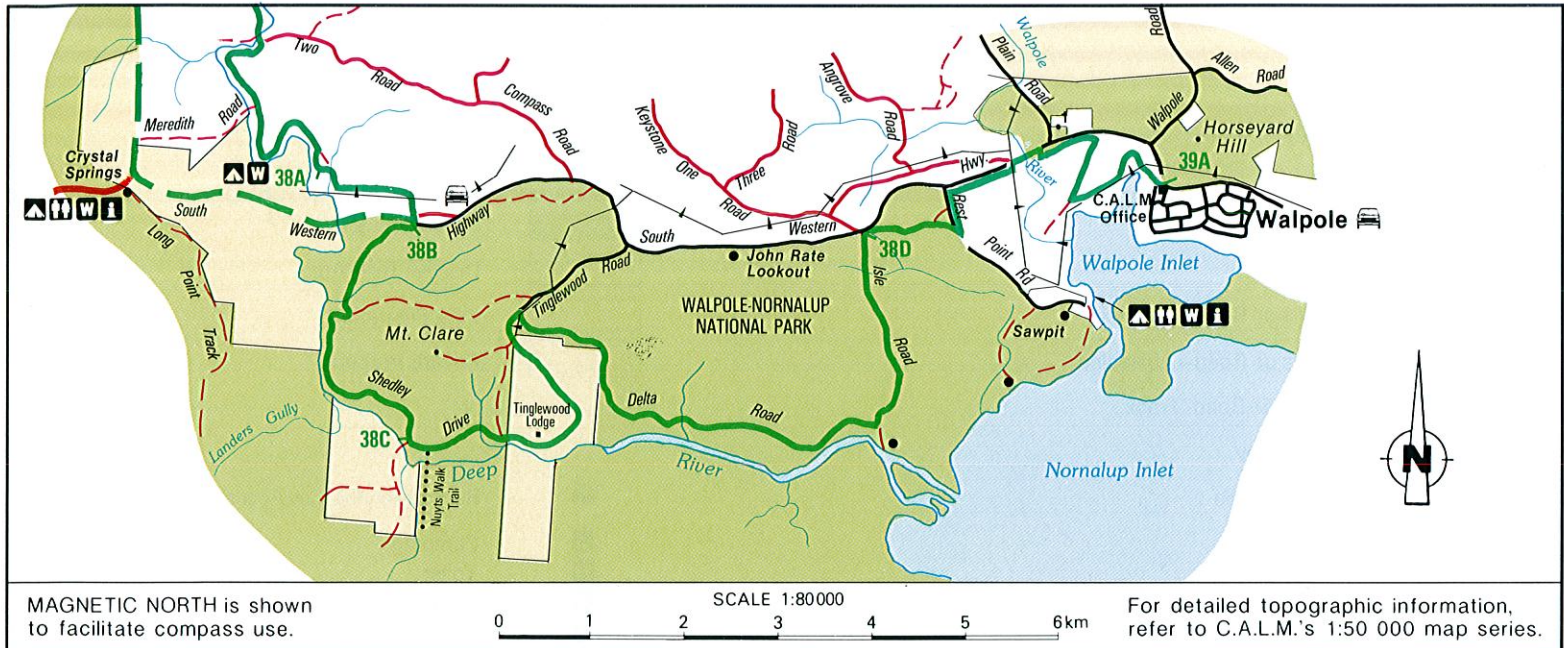 Two
Road
Compass
Road
Meredith
Road
Crystal
Springs
W
38A
W
South
Western
Highway
38B
Long
Point
Track
Keystone
One
Road
Three
Road
Angrove
Road
Western
Hwy.
South
Plain
Road
Walpole
River
Road
Walpole
Allen
Road
Horseyard
Hill
39A
C.A.L.M.
Office
Walpole
Walpole Inlet
Rest
Point
Rd
38D
Isle
Road
John Rate
Lookout
Tinglewood
Road
WALPOLE-NORNALUP
NATIONAL PARK
Sawpit
W
Mt. Clare
Shedley
Drive
Tinglewood
Lodge
Delta
Road
Landers
Gully
38C
Deep
River
Nuyts Walk
Trail
Nornalup Inlet
N
MAGNETIC NORTH is shown
to facilitate compass use.
SCALE 1:80000
0 1 2 3 4 5 6km
For detailed topographic information,
refer to C.A.L.M.'s 1:50 000 map series.